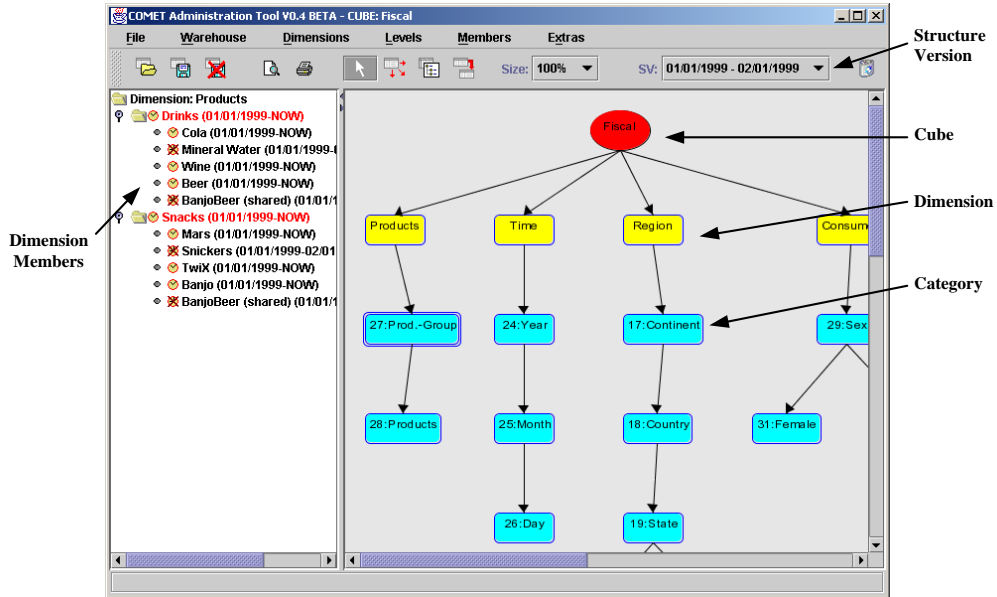 COMET Administration Tool V0.4 BETA - CUBE: Fiscal
File Warehouse Dimensions Levels Members Extras
Size: 100% SV: 01/01/1999 - 02/01/1999
Structure
Version
Dimension: Products
Drinks (01/01/1999-NOW)
Cola (01/01/1999-NOW)
Mineral Water (01/01/1999-(
Wine (01/01/1999-NOW)
Beer (01/01/1999-NOW)
BanjoBeer (shared) (01/01/1
Snacks (01/01/1999-NOW)
Mars (01/01/1999-NOW)
Snickers (01/01/1999-02/01
TwiX (01/01/1999-NOW)
Banjo (01/01/1999-NOW)
BanjoBeer (shared) (01/01/1
Dimension
Members
Fiscal
Cube
Products Time Region Consum
Dimension
Category
27:Prod.-Group 24:Year 17:Continent 29:Sex
28:Products 25:Month 18:Country 31:Female
26:Day 19:State